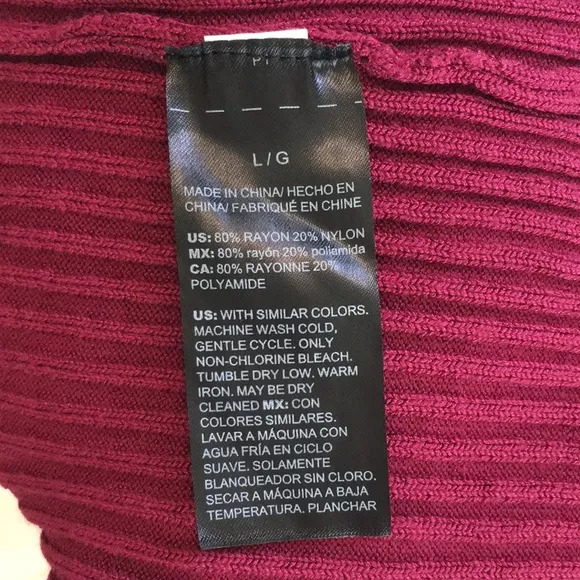 L / G
MADE IN CHINA/ HECHO EN
CHINA/ FABRIQUÉ EN CHINE
US: 80% RAYON 20% NYLON
MX: 80% rayón 20% poliamida
CA: 80% RAYONNE 20%
POLYAMIDE
US: WITH SIMILAR COLORS.
MACHINE WASH COLD,
GENTLE CYCLE. ONLY
NON-CHLORINE BLEACH.
TUMBLE DRY LOW. WARM
IRON. MAY BE DRY
CLEANED MX: CON
COLORES SIMILARES.
LAVAR A MÁQUINA CON
AGUA FRÍA EN CICLO
SUAVE. SOLAMENTE
BLANQUEADOR SIN CLORO.
SECAR A MÁQUINA A BAJA
TEMPERATURA. PLANCHAR